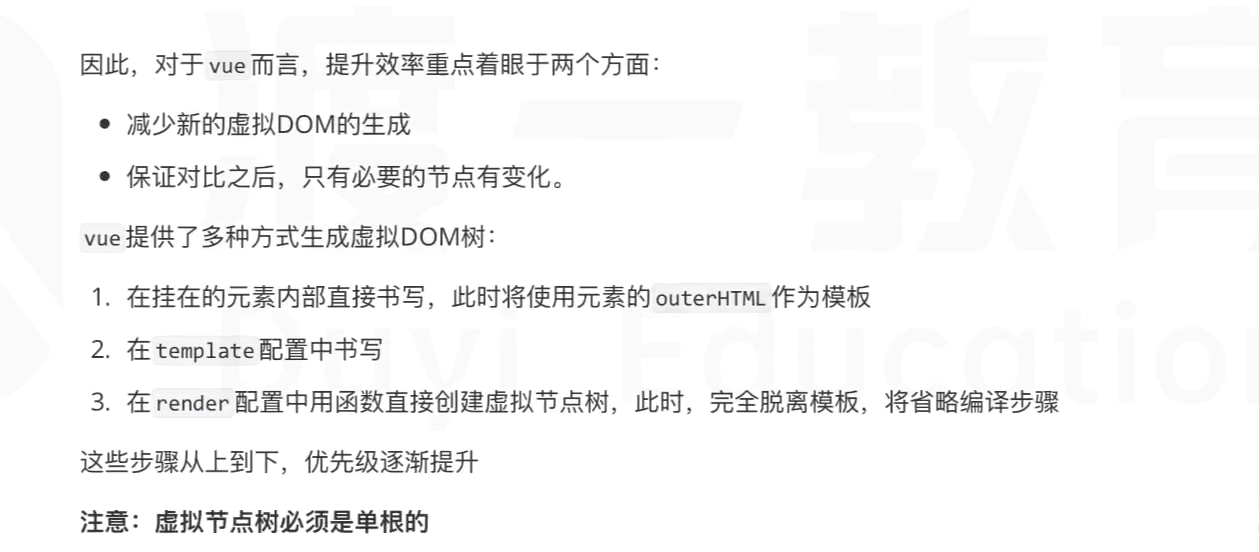 因此，对于vue而言，提升效率重点着眼于两个方面：
• 减少新的虚拟DOM的生成
• 保证对比之后，只有必要的节点有变化。
vue提供了多种方式生成虚拟DOM树：
1. 在挂在的元素内部直接书写，此时将使用元素的outerHTML作为模板
2. 在template配置中书写
3. 在render配置中用函数直接创建虚拟节点树，此时，完全脱离模板，将省略编译步骤
这些步骤从上到下，优先级逐渐提升
注意：虚拟节点树必须是单根的
渡一教育
Duyi Education